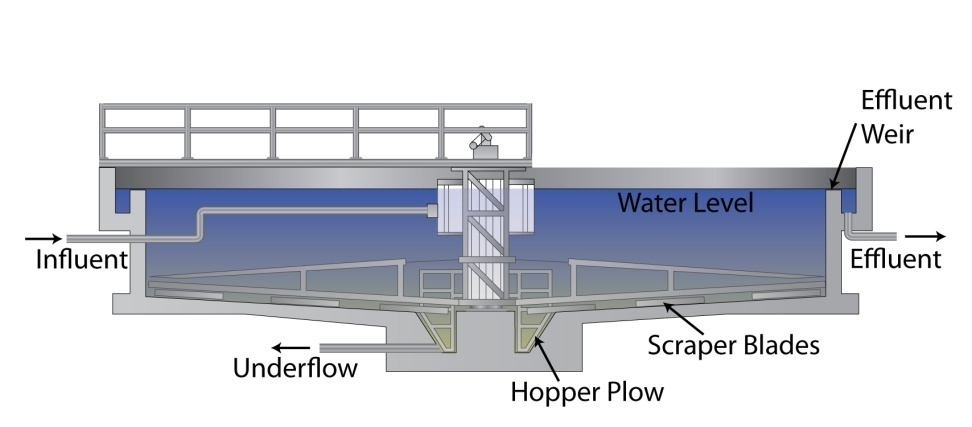 Effluent
Weir
Water Level
Influent
Effluent
Scraper Blades
Underflow
Hopper Plow